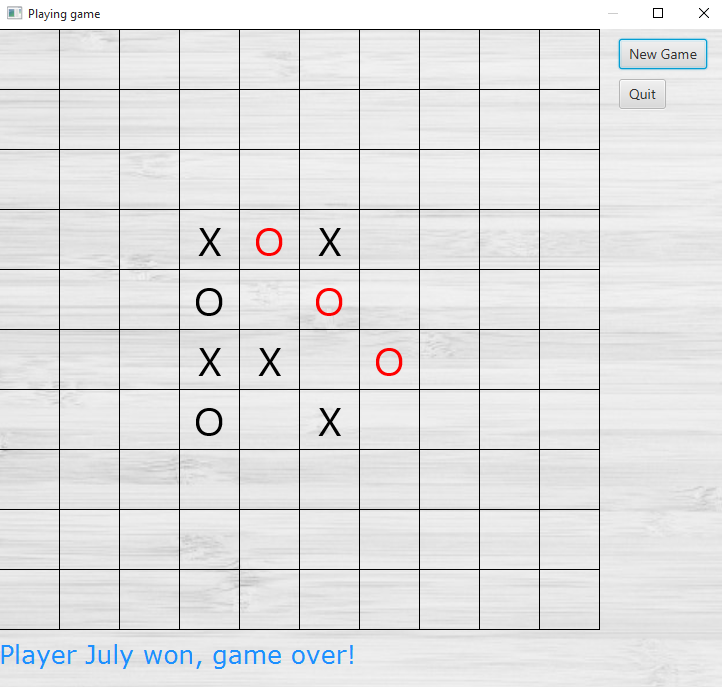 Playing game
New Game
Quit
X O X
O O
X X O
O X
Player July won, game over!